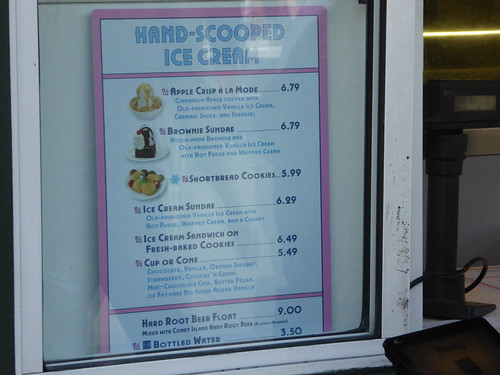 HAND-SCOOPED
ICE CREAM
APPLE CRISP À LA MODE 6.79
CINNAMON APPLE TOPPED WITH
OLD-FASHIONED VANILLA ICE CREAM,
CARAMEL SAUCE, AND STREUSEL
BROWNIE SUNDAE 6.79
HOUSE-MADE BROWNIE AND
OLD-FASHIONED VANILLA ICE CREAM
WITH HOT FUDGE AND WHIPPED CREAM
SHORTBREAD COOKIES 5.99
ICE CREAM SUNDAE 6.29
OLD-FASHIONED VANILLA ICE CREAM WITH
HOT FUDGE, WHIPPED CREAM, AND A CHERRY
ICE CREAM SANDWICH ON
FRESH-BAKED COOKIES 6.49
CUP OR CONE 5.49
CHOCOLATE, VANILLA, ORANGE SHERBET,
STRAWBERRY, COOKIES 'N CREAM,
MINT-CHOCOLATE CHIP, BUTTER PECAN,
OR FAT-FREE NO SUGAR ADDED VANILLA
HARD ROOT BEER FLOAT 9.00
MIXED WITH CONEY ISLAND HARD ROOT BEER
BOTTLED WATER 3.50